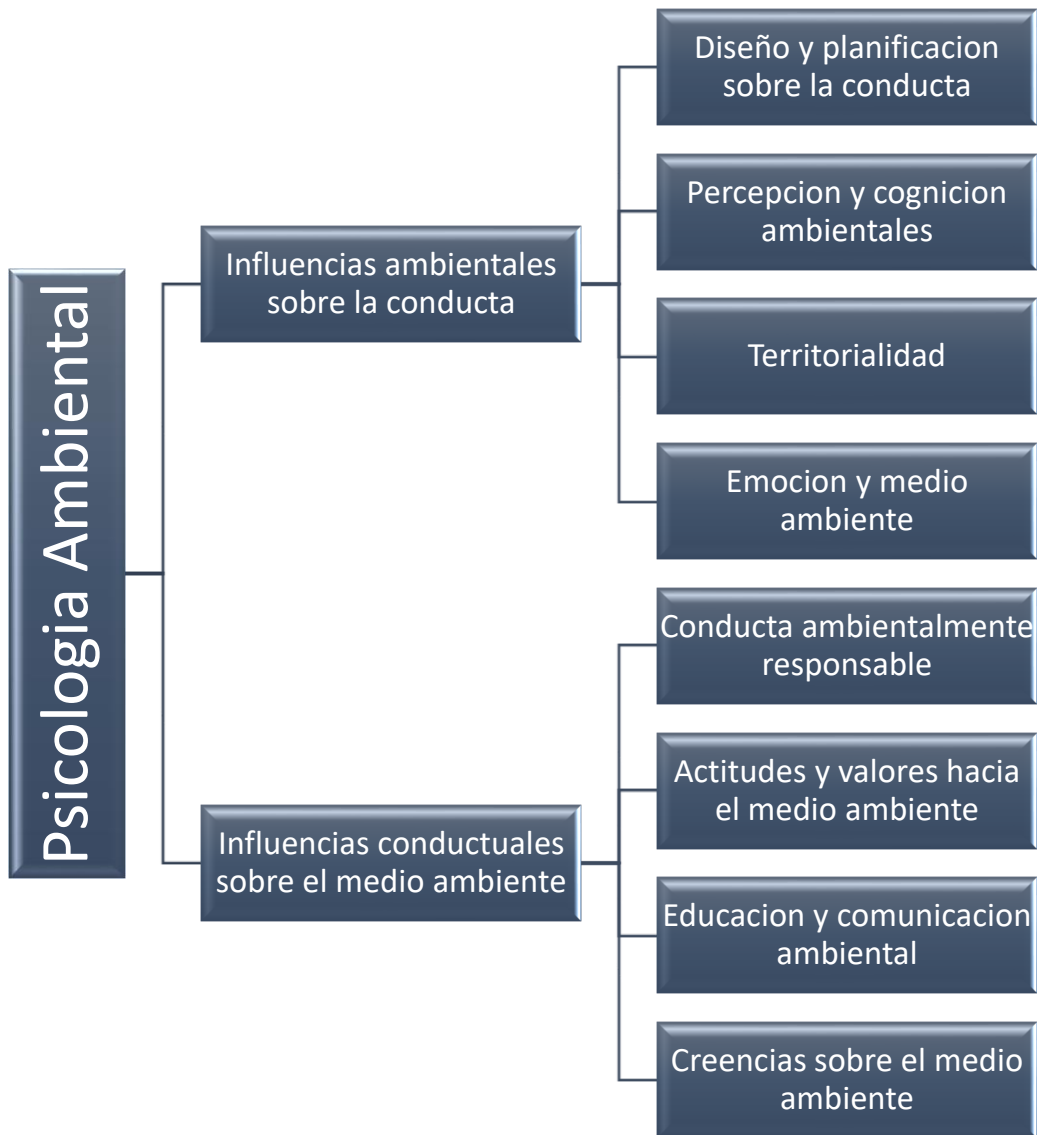 Psicologia Ambiental
Influencias ambientales
sobre la conducta
Diseño y planificacion
sobre la conducta
Percepcion y cognicion
ambientales
Territorialidad
Emocion y medio
ambiente
Influencias conductuales
sobre el medio ambiente
Conducta ambientalmente
responsable
Actitudes y valores hacia
el medio ambiente
Educacion y comunicacion
ambiental
Creencias sobre el medio
ambiente